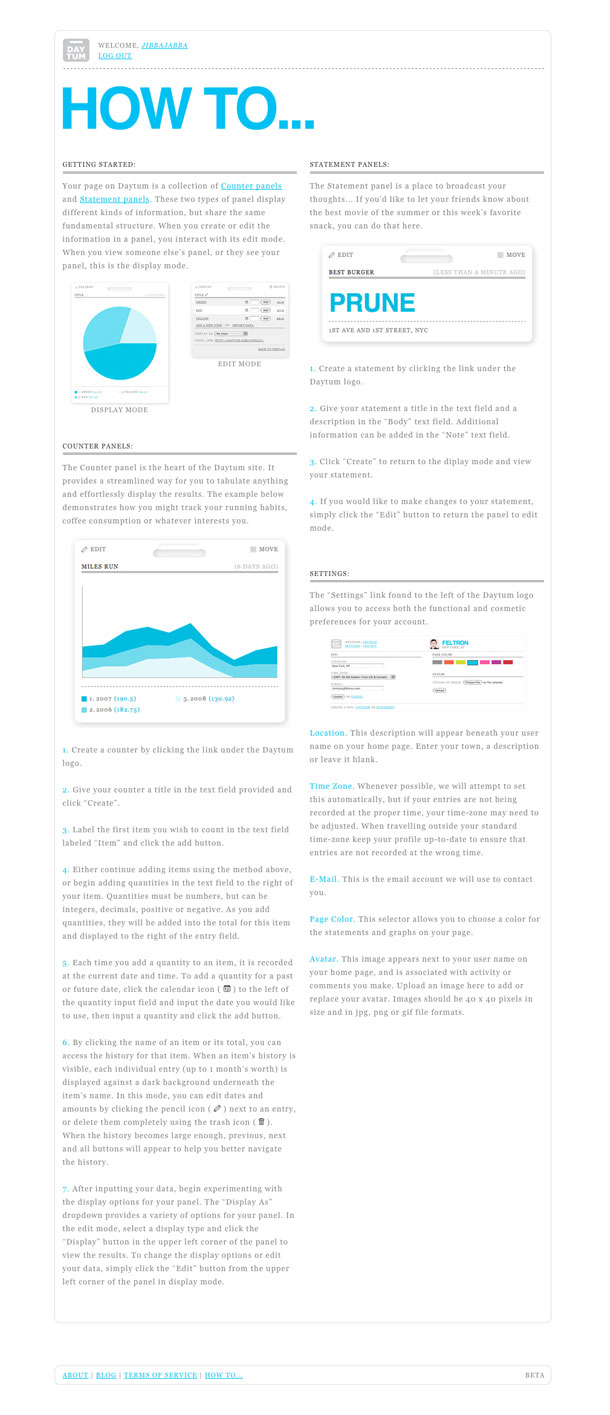 DAY
TUM
WELCOME, JIBBAJABBA
LOG OUT
HOW TO...
GETTING STARTED:
Your page on Daytum is a collection of Counter panels
and Statement panels. These two types of panel display
different kinds of information, but share the same
fundamental structure. When you create or edit the
information in a panel, you interact with its edit mode.
When you view someone else's panel, or they see your
panel, this is the display mode.
DISPLAY MODE
EDIT MODE
COUNTER PANELS:
The Counter panel is the heart of the Daytum site. It
provides a streamlined way for you to tabulate anything
and effortlessly display the results. The example below
demonstrates how you might track your running habits,
coffee consumption or whatever interests you.
EDIT
MOVE
MILES RUN
(6 DAYS AGO)
1. 2007 (190.5)
3. 2008 (130.92)
2. 2006 (182.75)
1. Create a counter by clicking the link under the Daytum
logo.
2. Give your counter a title in the text field provided and
click "Create".
3. Label the first item you wish to count in the text field
labeled "Item" and click the add button.
4. Either continue adding items using the method above,
or begin adding quantities in the text field to the right of
your item. Quantities must be numbers, but can be
integers, decimals, positive or negative. As you add
quantities, they will be added into the total for this item
and displayed to the right of the entry field.
5. Each time you add a quantity to an item, it is recorded
at the current date and time. To add a quantity for a past
or future date, click the calendar icon ( ) to the left of
the quantity input field and input the date you would like
to use, then input a quantity and click the add button.
6. By clicking the name of an item or its total, you can
access the history for that item. When an item's history is
visible, each individual entry (up to 1 month's worth) is
displayed against a dark background underneath the
item's name. In this mode, you can edit dates and
amounts by clicking the pencil icon ( ) next to an entry,
or delete them completely using the trash icon ( ).
When the history becomes large enough, previous, next
and all buttons will appear to help you better navigate
the history.
7. After inputting your data, begin experimenting with
the display options for your panel. The "Display As"
dropdown provides a variety of options for your panel. In
the edit mode, select a display type and click the
"Display" button in the upper left corner of the panel to
view the results. To change the display options or edit
your data, simply click the "Edit" button from the upper
left corner of the panel in display mode.
STATEMENT PANELS:
The Statement panel is a place to broadcast your
thoughts... If you'd like to let your friends know about
the best movie of the summer or this week's favorite
snack, you can do that here.
EDIT
MOVE
BEST BURGER
(LESS THAN A MINUTE AGO)
PRUNE
1ST AVE AND 1ST STREET, NYC
1. Create a statement by clicking the link under the
Daytum logo.
2. Give your statement a title in the text field and a
description in the "Body" text field. Additional
information can be added in the "Note" text field.
3. Click "Create" to return to the diplay mode and view
your statement.
4. If you would like to make changes to your statement,
simply click the "Edit" button to return the panel to edit
mode.
SETTINGS:
The "Settings" link found to the left of the Daytum logo
allows you to access both the functional and cosmetic
preferences for your account.
FELTRON
Location. This description will appear beneath your user
name on your home page. Enter your town, a description
or leave it blank.
Time Zone. Whenever possible, we will attempt to set
this automatically, but if your entries are not being
recorded at the proper time, your time-zone may need to
be adjusted. When travelling outside your standard
time-zone keep your profile up-to-date to ensure that
entries are not recorded at the wrong time.
E-Mail. This is the email account we will use to contact
you.
Page Color. This selector allows you to choose a color for
the statements and graphs on your page.
Avatar. This image appears next to your user name on
your home page, and is associated with activity or
comments you make. Upload an image here to add or
replace your avatar. Images should be 40 x 40 pixels in
size and in jpg, png or gif file formats.
ABOUT | BLOG | TERMS OF SERVICE | HOW TO...
BETA